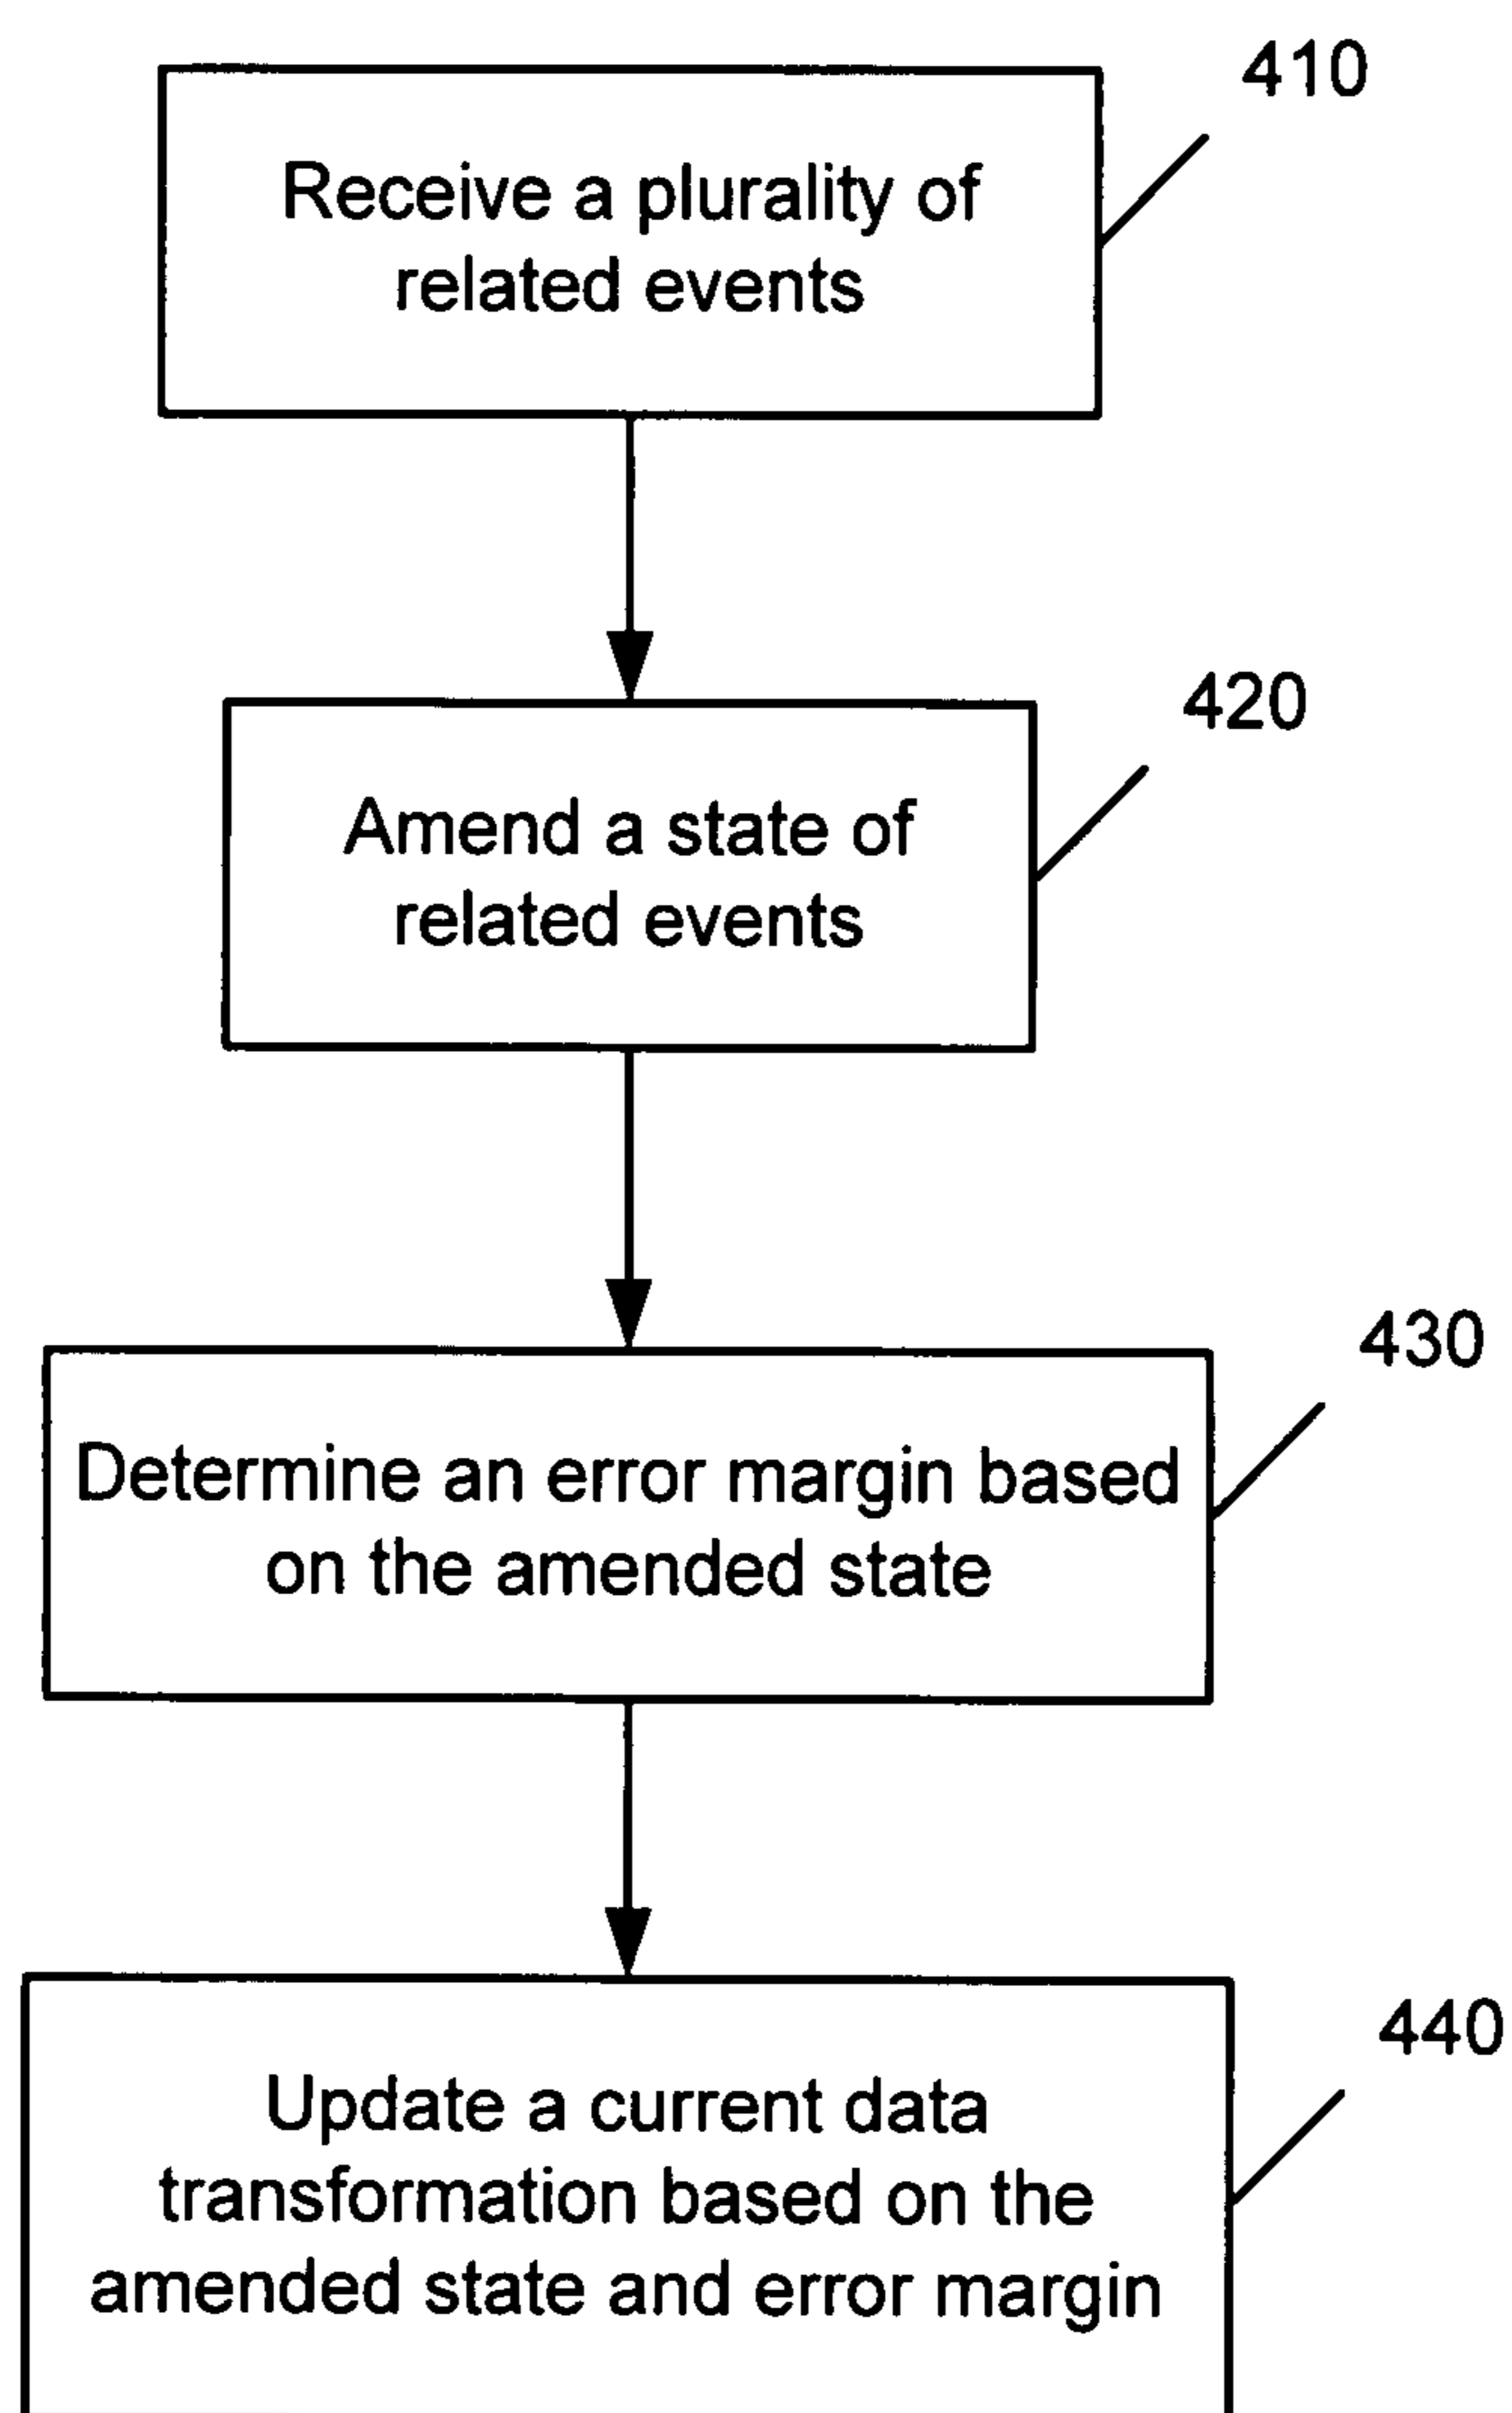 410
Receive a plurality of
related events
420
Amend a state of
related events
430
Determine an error margin based
on the amended state
440
Update a current data
transformation based on the
amended state and error margin